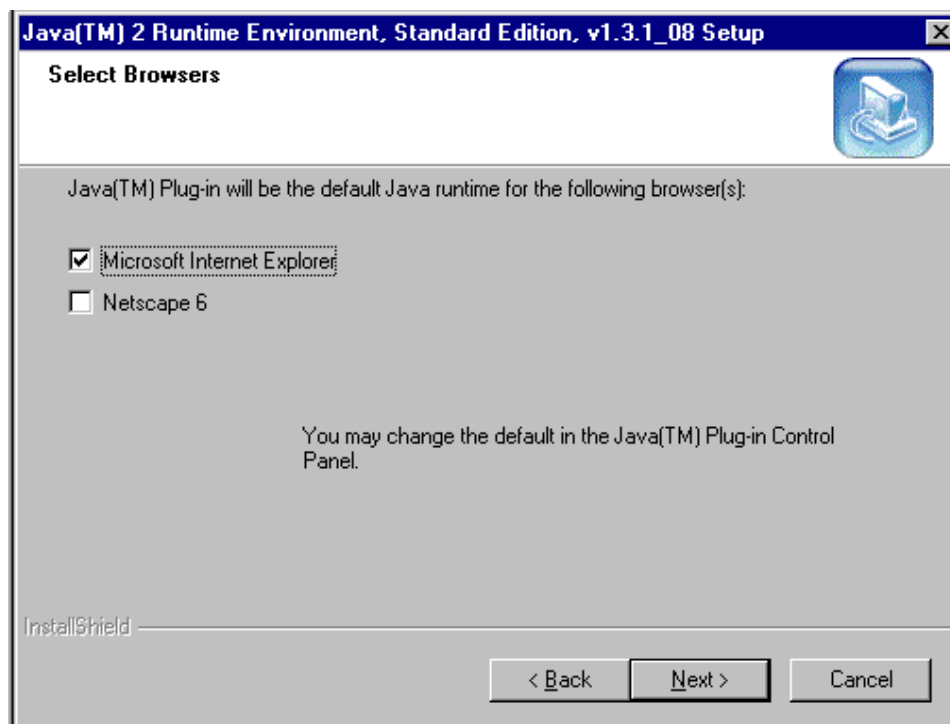 Java(TM) 2 Runtime Environment, Standard Edition, v1.3.1_08 Setup
Select Browsers
Java(TM) Plug-in will be the default Java runtime for the following browser(s):
Microsoft Internet Explorer
Netscape 6
You may change the default in the Java(TM) Plug-in Control
Panel.
InstallShield
< Back Next > Cancel